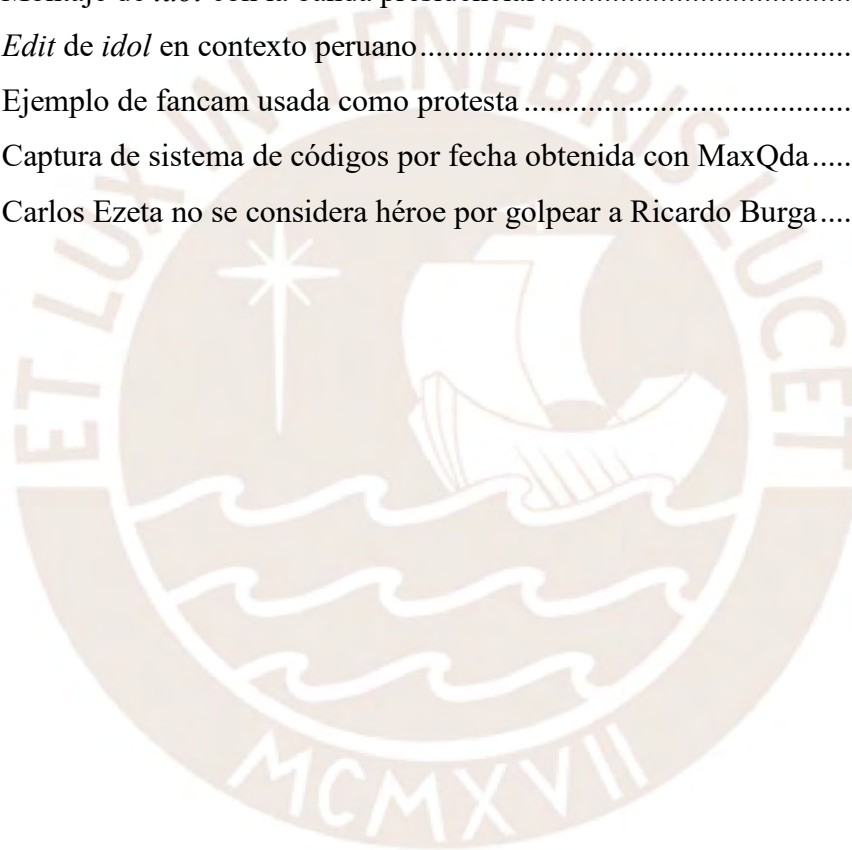 Edit de idol en contexto peruano.......................................................
Ejemplo de fancam usada como protesta..........................................
Captura de sistema de códigos por fecha obtenida con MaxQda.....
Carlos Ezeta no se considera héroe por golpear a Ricardo Burga....
ET LUX IN TENEBRIS LUCET
MCMXVII